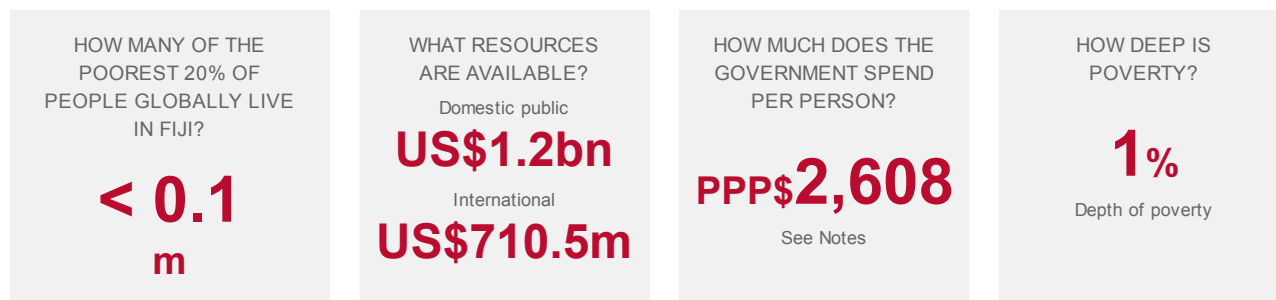 HOW MANY OF THE
POOREST 20% OF
PEOPLE GLOBALLY LIVE
IN FIJI?
< 0.1
m
WHAT RESOURCES
ARE AVAILABLE?
Domestic public
US$1.2bn
International
US$710.5m
HOW MUCH DOES THE
GOVERNMENT SPEND
PER PERSON?
PPP$2,608
See Notes
HOW DEEP IS
POVERTY?
1%
Depth of poverty